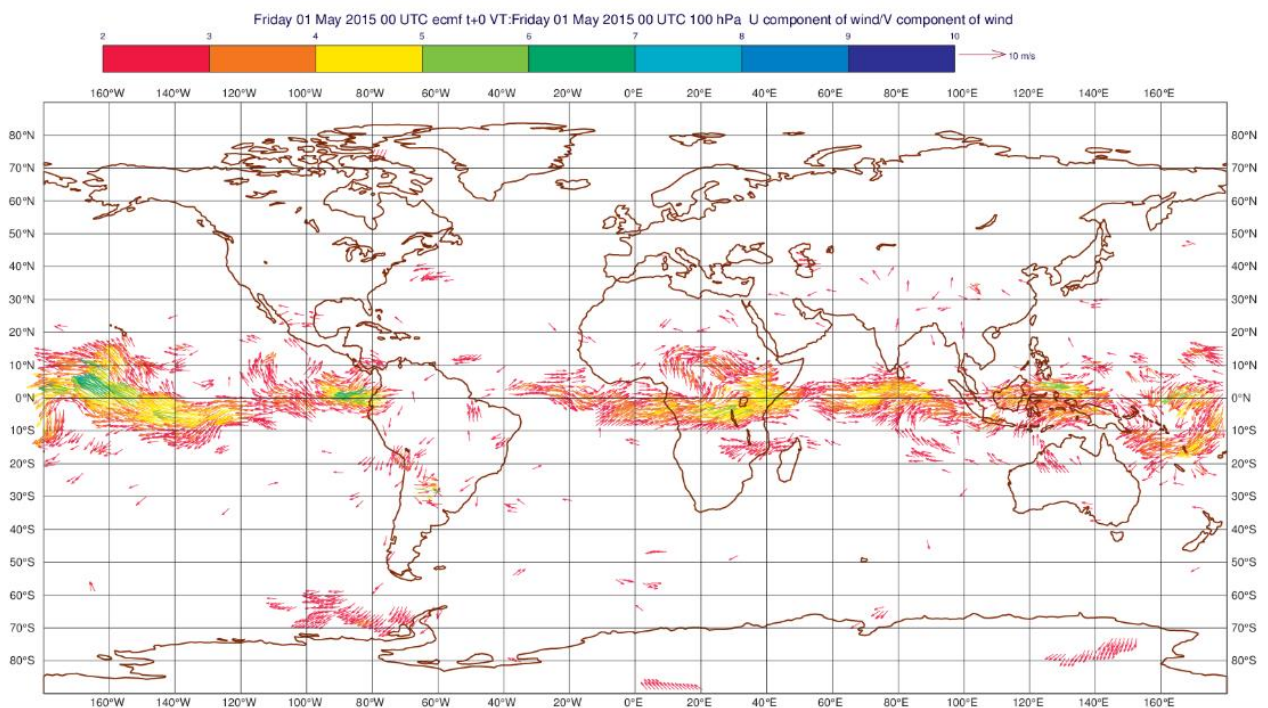 Friday 01 May 2015 00 UTC ecmf t+0 VT:Friday 01 May 2015 00 UTC 100 hPa U component of wind/V component of wind
2 3 4 5 6 7 8 9 10
10 m/s
160°W 140°W 120°W 100°W 80°W 60°W 40°W 20°W 0°E 20°E 40°E 60°E 80°E 100°E 120°E 140°E 160°E
80°N 80°N
70°N 70°N
60°N 60°N
50°N 50°N
40°N 40°N
30°N 30°N
20°N 20°N
10°N 10°N
0°N 0°N
10°S 10°S
20°S 20°S
30°S 30°S
40°S 40°S
50°S 50°S
60°S 60°S
70°S 70°S
80°S 80°S
160°W 140°W 120°W 100°W 80°W 60°W 40°W 20°W 0°E 20°E 40°E 60°E 80°E 100°E 120°E 140°E 160°E